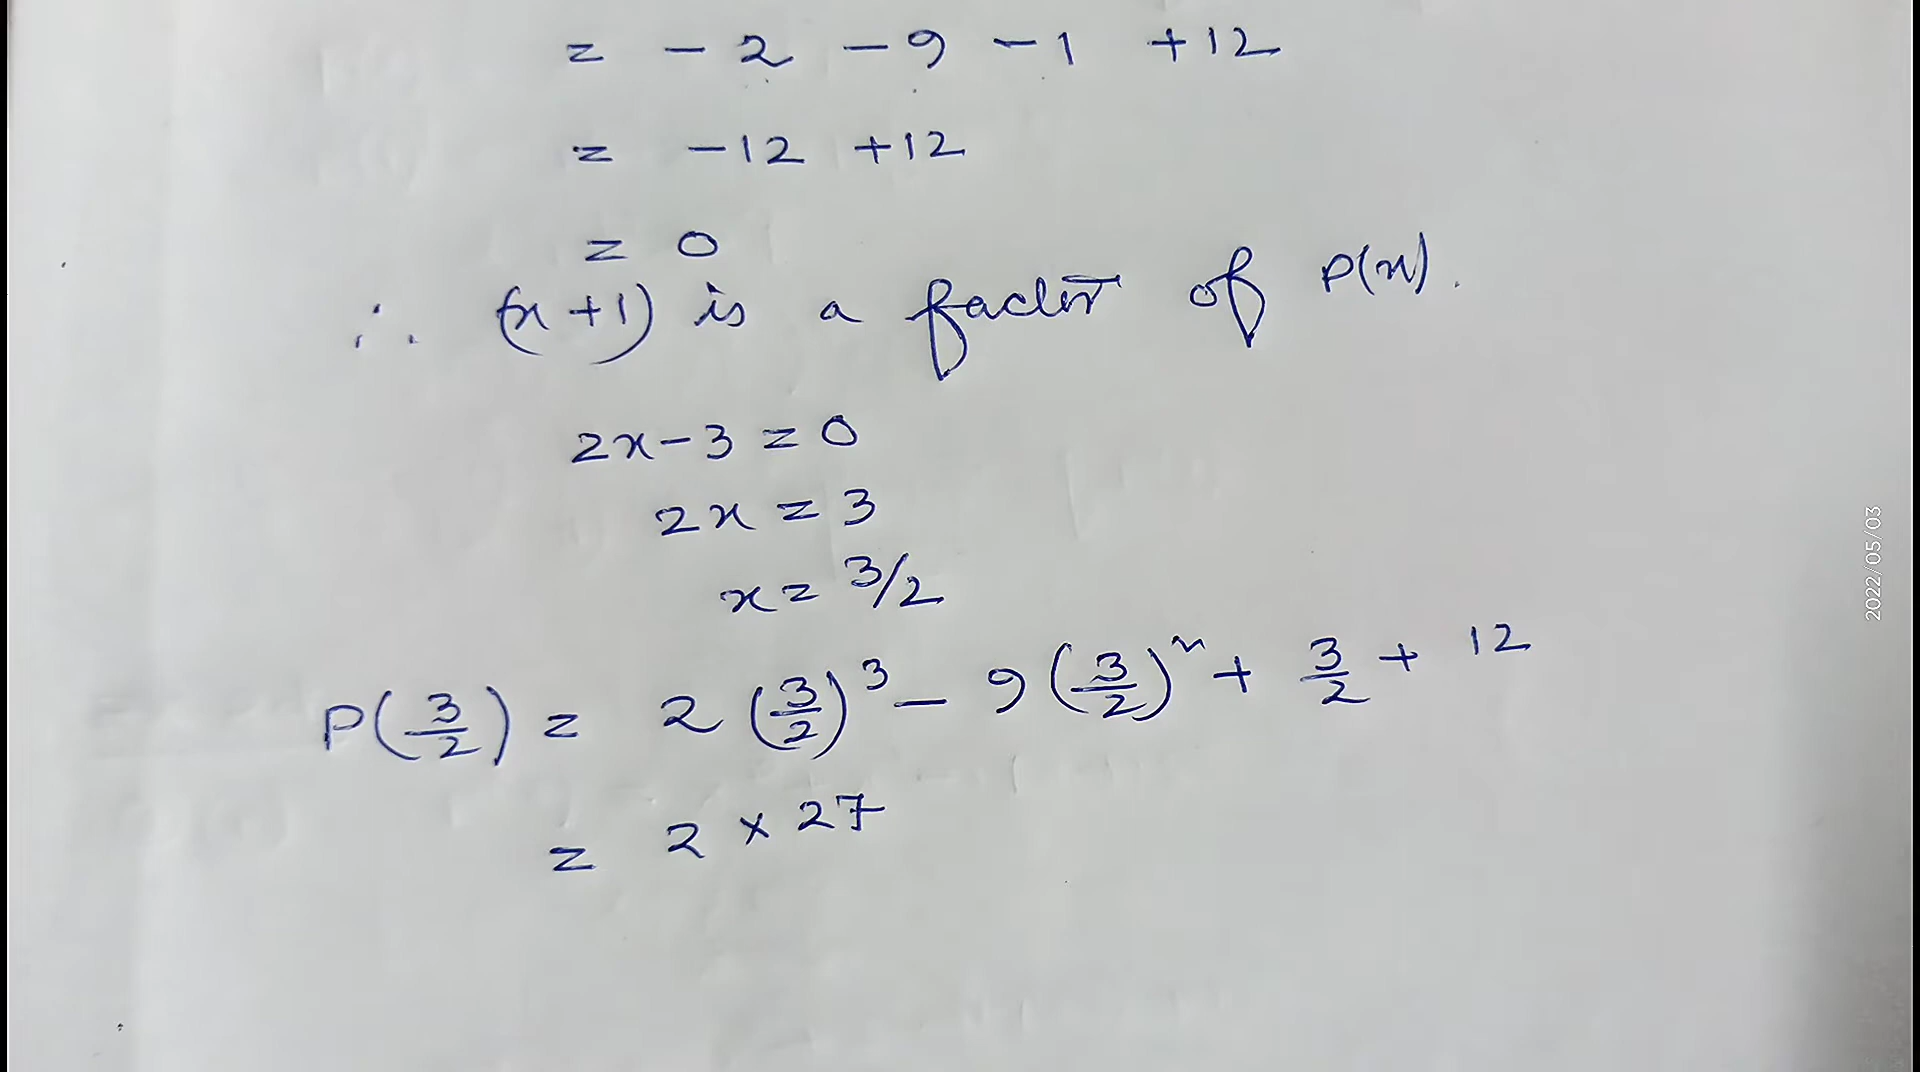 = - 2 - 9 - 1 + 12
= -12 + 12
= 0
∴ (x+1) is a factor of P(x).
2x-3 = 0
2x = 3
x = 3/2
P(3/2) = 2(3/2)³ - 9(3/2)² + 3/2 + 12
= 2 × 27
2022/05/03